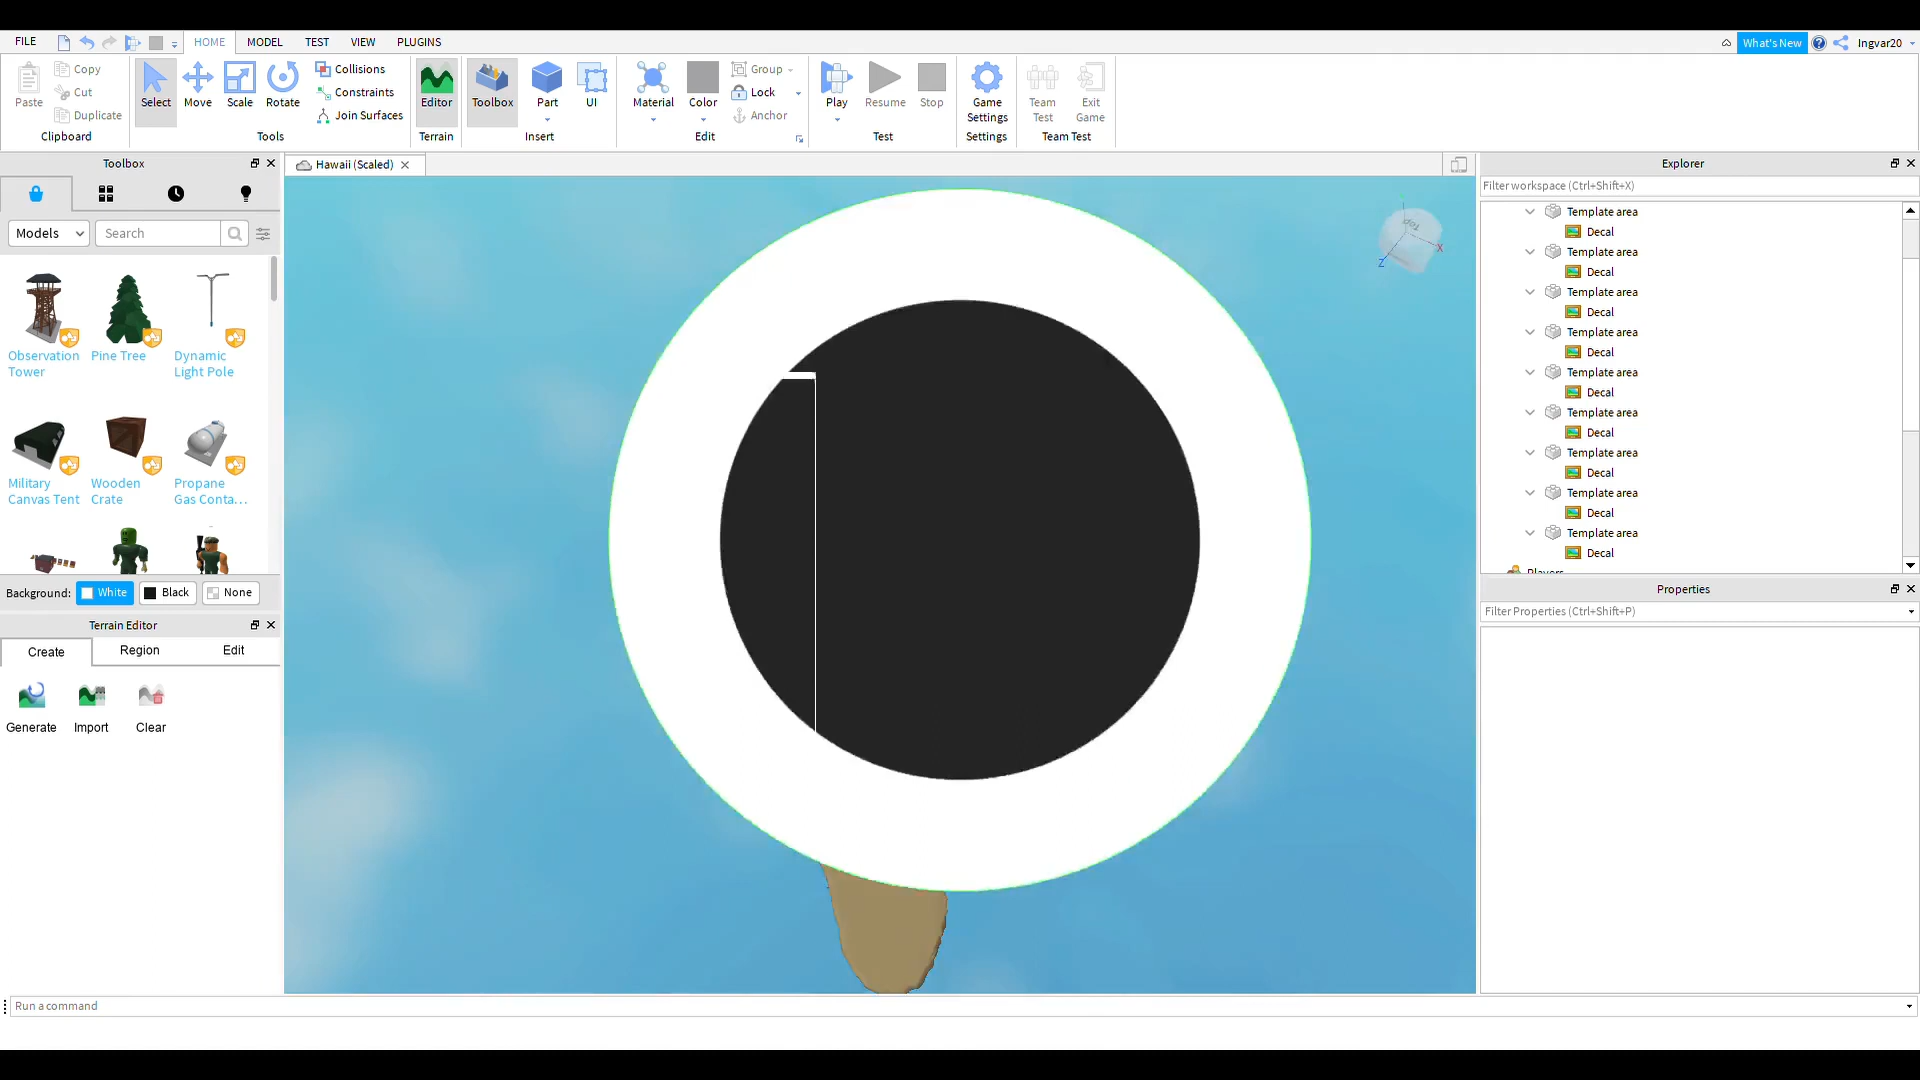 FILE HOME MODEL TEST VIEW PLUGINS What's New Ingvar20
Paste Copy Cut Duplicate Clipboard
Select Move Scale Rotate Collisions Constraints Join Surfaces Tools
Editor Terrain
Toolbox Part UI Insert
Material Color Group Lock Anchor Edit
Play Resume Stop Test
Game Settings Settings
Team Test Exit Game Team Test
Toolbox
Models Search
Observation Tower
Pine Tree
Dynamic Light Pole
Military Canvas Tent
Wooden Crate
Propane Gas Conta...
Background: White Black None
Terrain Editor
Create Region Edit
Generate Import Clear
Hawaii (Scaled)
Top
X
Z
Explorer
Filter workspace (Ctrl+Shift+X)
Template area
Decal
Template area
Decal
Template area
Decal
Template area
Decal
Template area
Decal
Template area
Decal
Template area
Decal
Template area
Decal
Template area
Decal
Players
Properties
Filter Properties (Ctrl+Shift+P)
Run a command